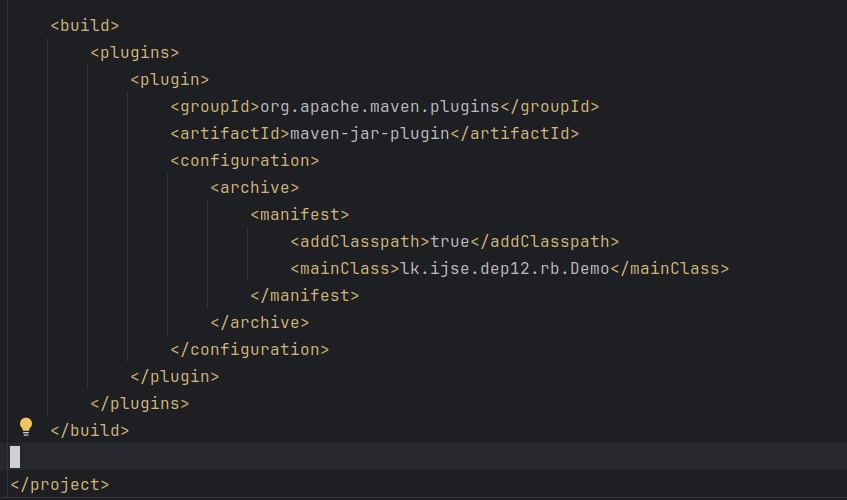 <build>
<plugins>
<plugin>
<groupId>org.apache.maven.plugins</groupId>
<artifactId>maven-jar-plugin</artifactId>
<configuration>
<archive>
<manifest>
<addClasspath>true</addClasspath>
<mainClass>lk.ijse.dep12.rb.Demo</mainClass>
</manifest>
</archive>
</configuration>
</plugin>
</plugins>
</build>
</project>